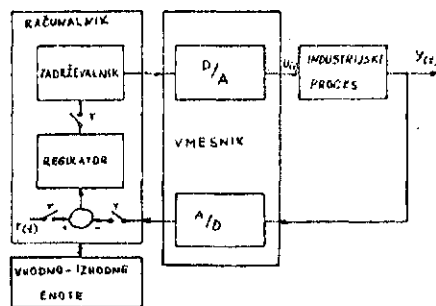 RAČUNALNIK
ZADRŽEVALNIK
T
REGULATOR
r(t)
T
+
-
T
VHODNO-IZHODNE
ENOTE
D/A
VMESNIK
A/D
u(t)
INDUSTRIJSKI
PROCES
y(t)